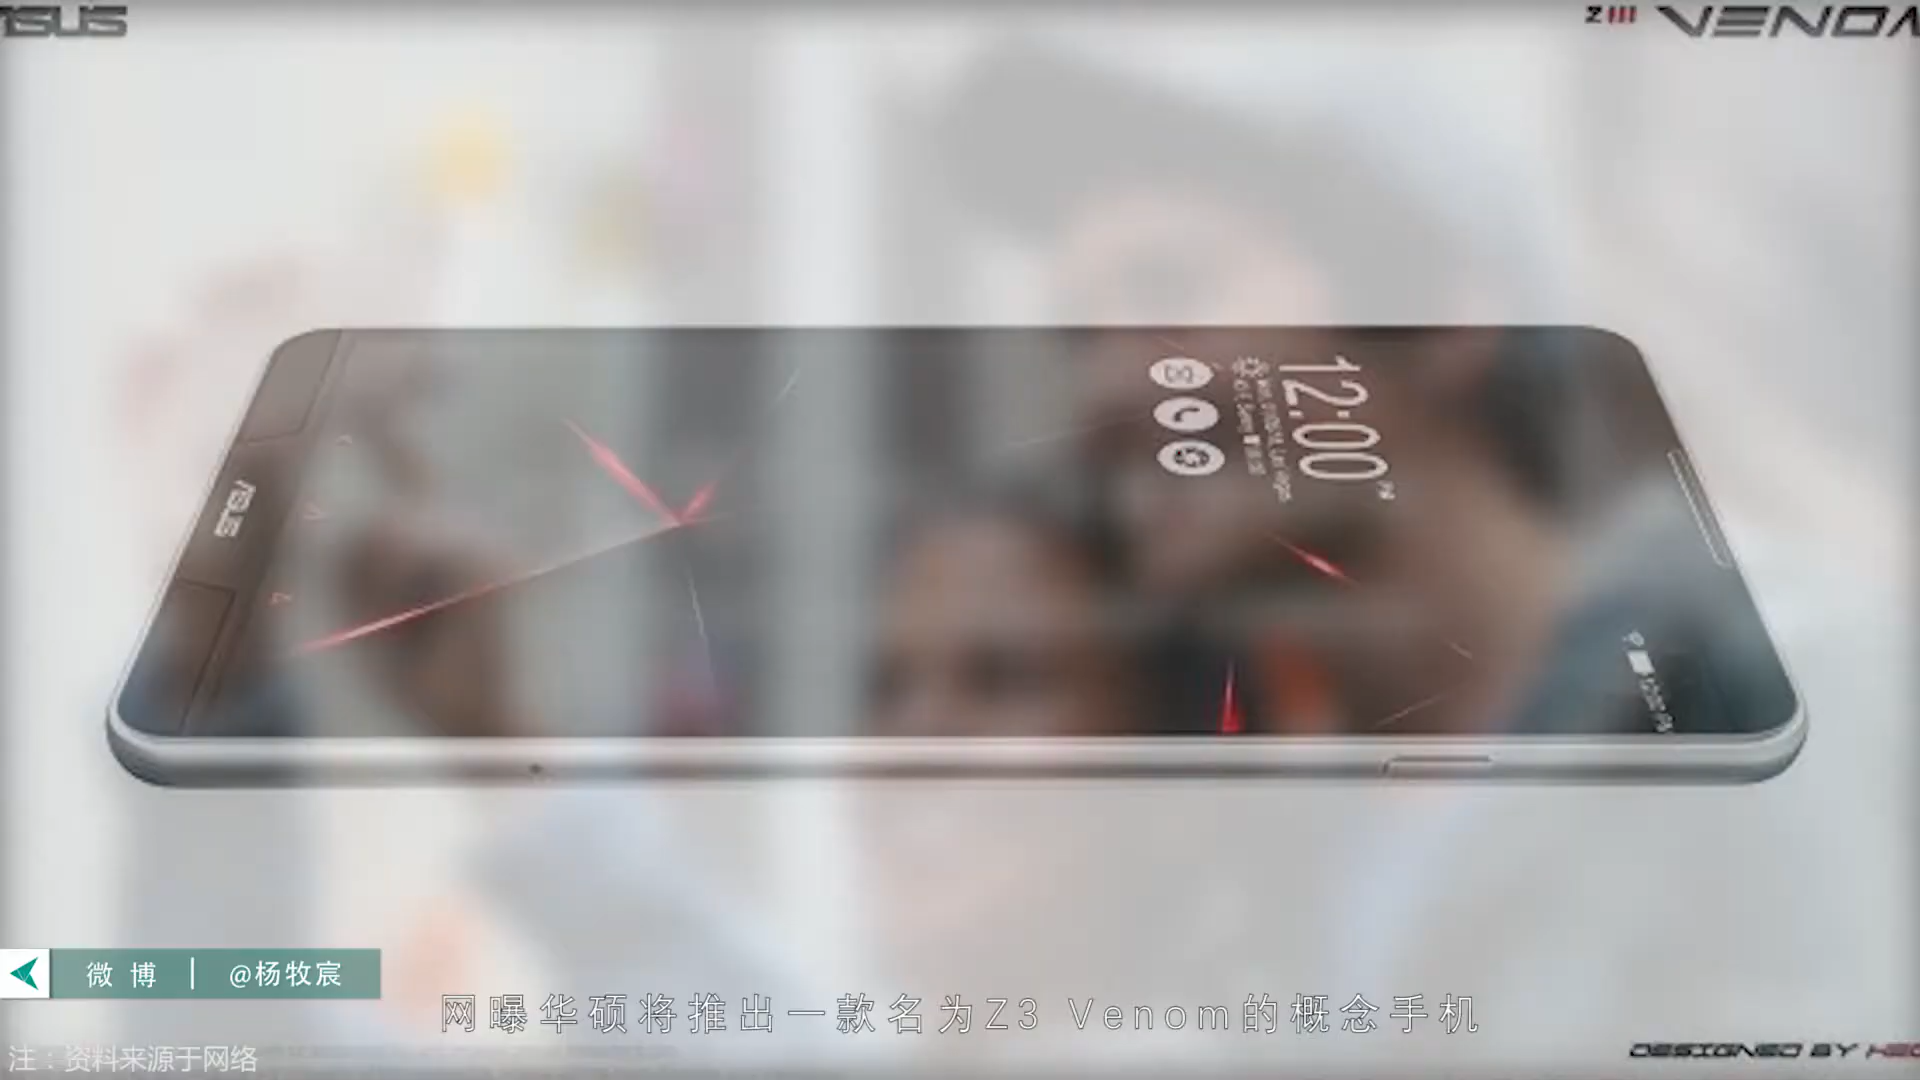 ASUS
Z III VENOM
12:00
PM
ASUS
微博 | @杨牧宸
网曝华硕将推出一款名为Z3 Venom的概念手机
注：资料来源于网络
DESIGNED BY